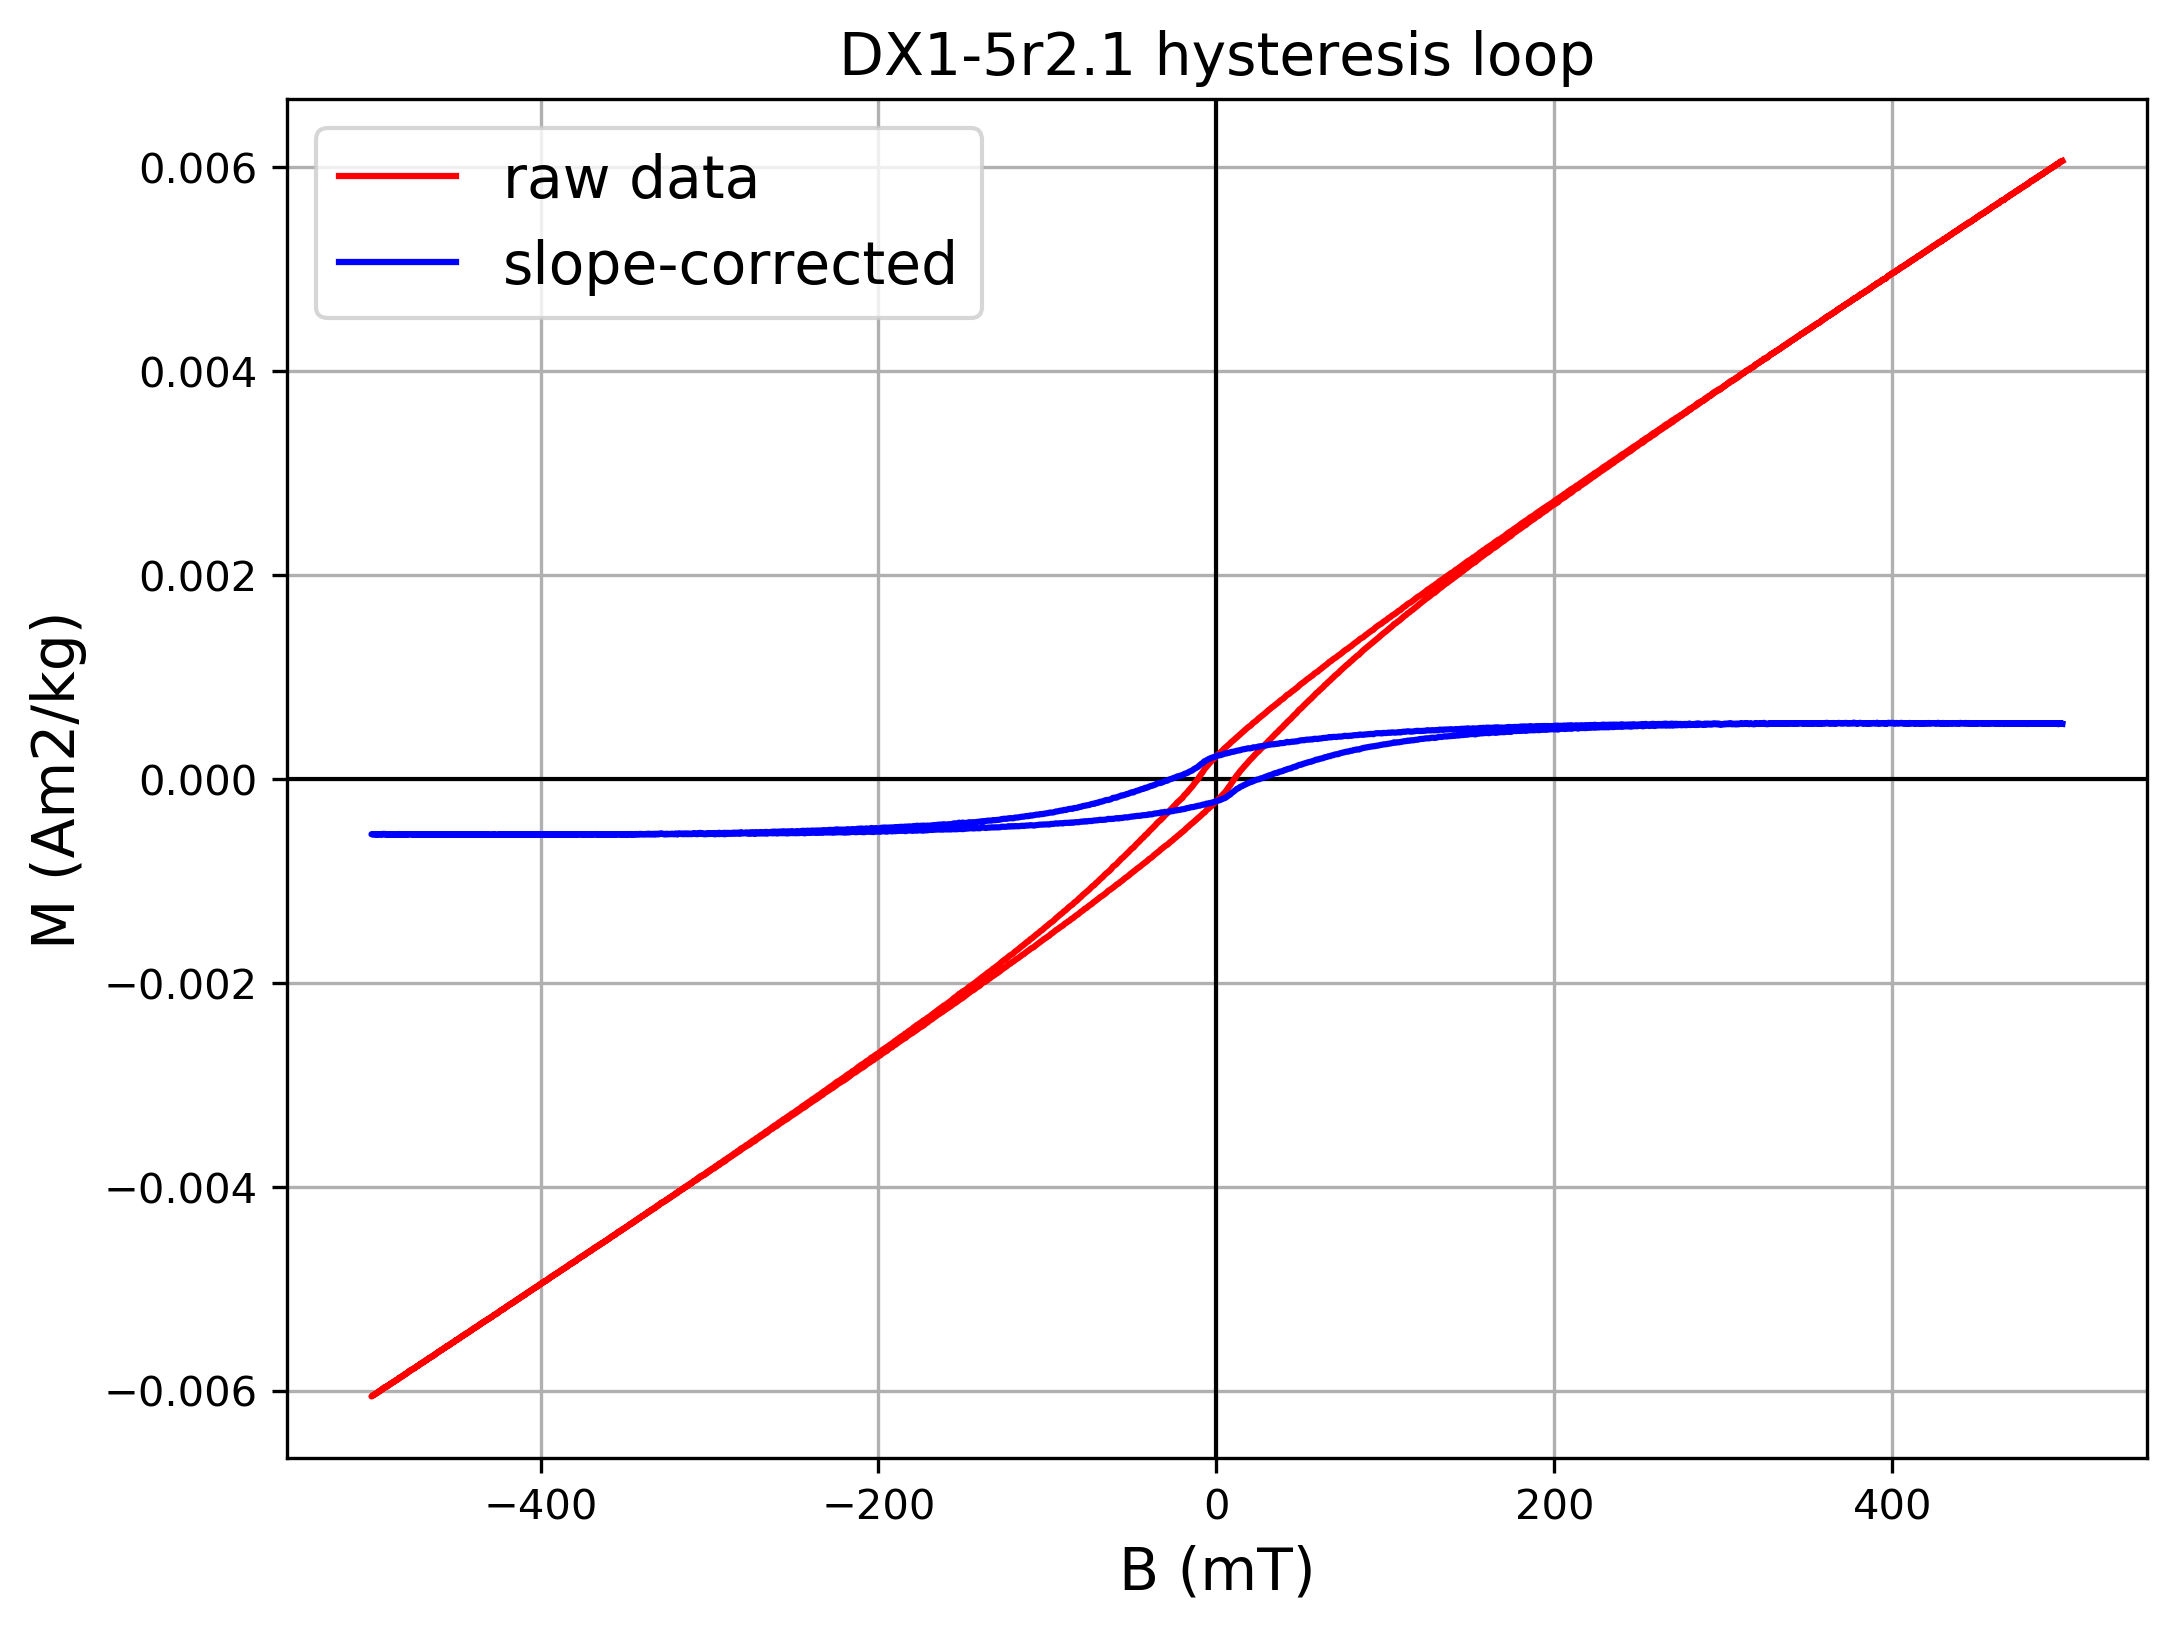 DX1-5r2.1 hysteresis loop
raw data
slope-corrected
0.006
0.004
0.002
0.000
−0.002
−0.004
−0.006
M (Am2/kg)
−400 −200 0 200 400
B (mT)